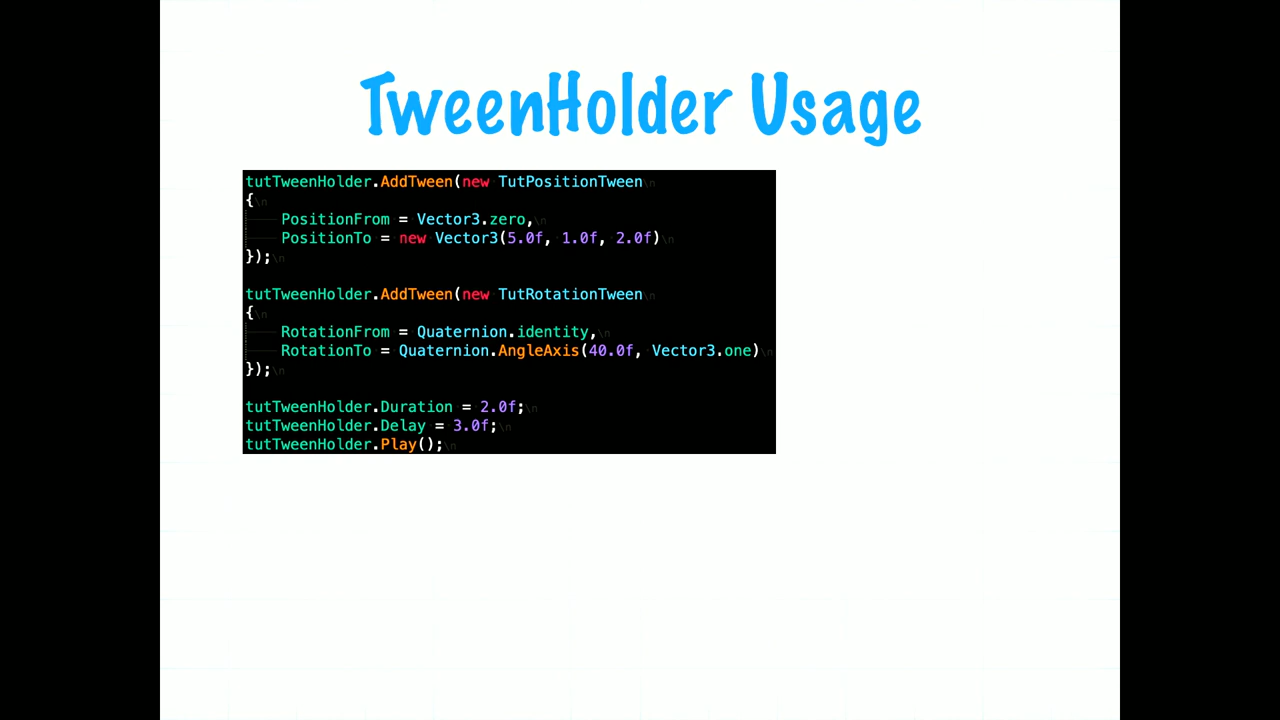 TweenHolder Usage
tutTweenHolder.AddTween(new TutPositionTween\n
{\n
PositionFrom = Vector3.zero,\n
PositionTo = new Vector3(5.0f, 1.0f, 2.0f)\n
});\n
tutTweenHolder.AddTween(new TutRotationTween\n
{\n
RotationFrom = Quaternion.identity,\n
RotationTo = Quaternion.AngleAxis(40.0f, Vector3.one)\n
});\n
tutTweenHolder.Duration = 2.0f;\n
tutTweenHolder.Delay = 3.0f;\n
tutTweenHolder.Play();\n